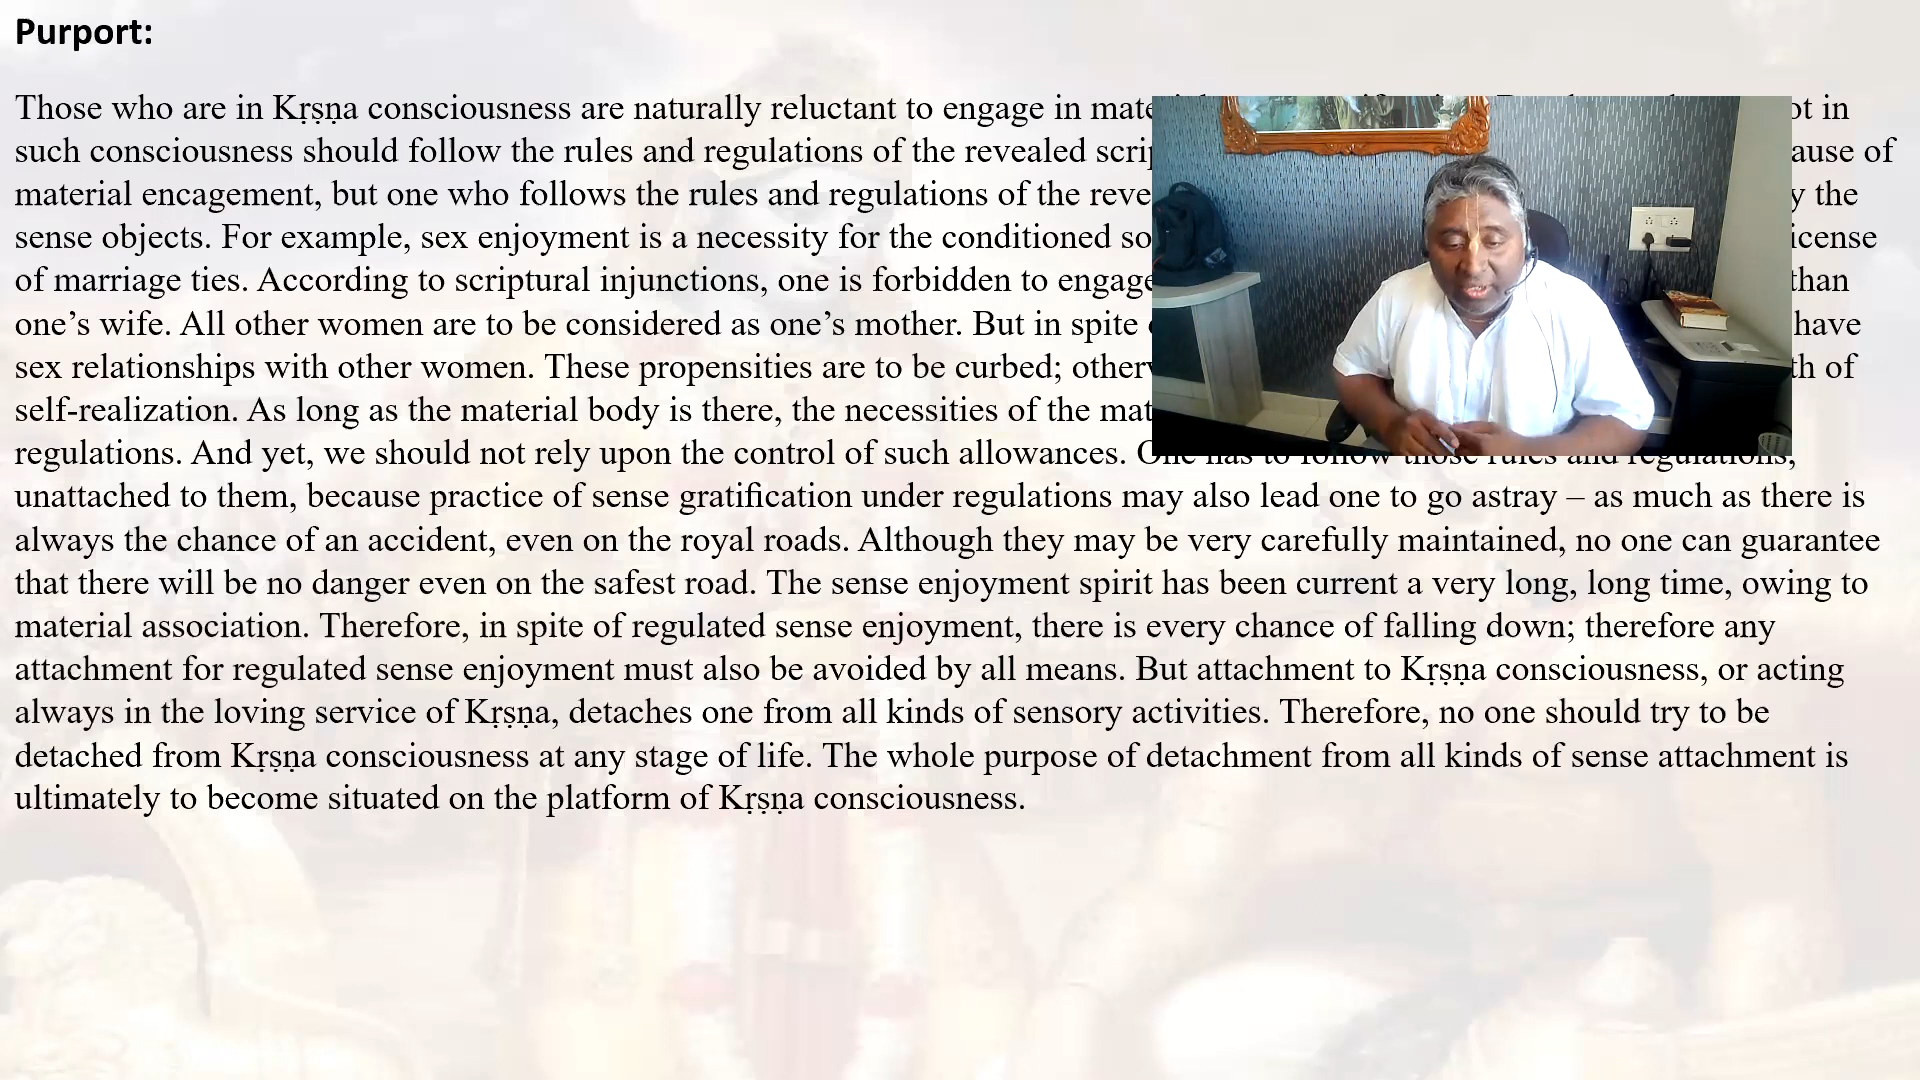 Purport:
Those who are in Kṛṣṇa consciousness are naturally reluctant to engage in in
such consciousness should follow the rules and regulations of the revealed of
material encagement, but one who follows the rules and regulations of the the
sense objects. For example, sex enjoyment is a necessity for the conditioned
of marriage ties. According to scriptural injunctions, one is forbidden to engage than
one’s wife. All other women are to be considered as one’s mother. But in spite have
sex relationships with other women. These propensities are to be curbed; of
self-realization. As long as the material body is there, the necessities of the
regulations. And yet, we should not rely upon the control of such allowances. One has to follow those rules and regulations,
unattached to them, because practice of sense gratification under regulations may also lead one to go astray – as much as there is
always the chance of an accident, even on the royal roads. Although they may be very carefully maintained, no one can guarantee
that there will be no danger even on the safest road. The sense enjoyment spirit has been current a very long, long time, owing to
material association. Therefore, in spite of regulated sense enjoyment, there is every chance of falling down; therefore any
attachment for regulated sense enjoyment must also be avoided by all means. But attachment to Kṛṣṇa consciousness, or acting
always in the loving service of Kṛṣṇa, detaches one from all kinds of sensory activities. Therefore, no one should try to be
detached from Kṛṣṇa consciousness at any stage of life. The whole purpose of detachment from all kinds of sense attachment is
ultimately to become situated on the platform of Kṛṣṇa consciousness.